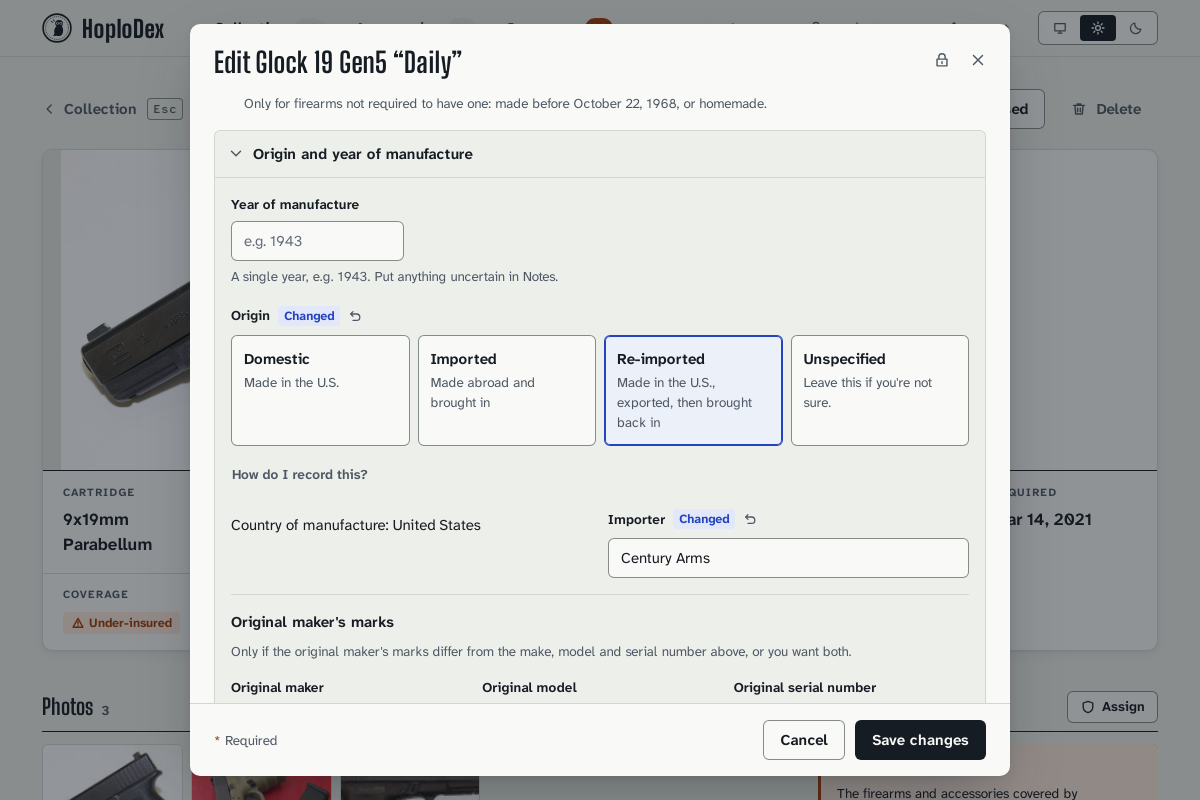 HoploDex
Edit Glock 19 Gen5 “Daily”
Collection
Esc
Delete
Only for firearms not required to have one: made before October 22, 1968, or homemade.
Origin and year of manufacture
Year of manufacture
e.g. 1943
A single year, e.g. 1943. Put anything uncertain in Notes.
Origin
Changed
Domestic
Made in the U.S.
Imported
Made abroad and
brought in
Re-imported
Made in the U.S.,
exported, then brought
back in
Unspecified
Leave this if you're not
sure.
How do I record this?
Country of manufacture: United States
Importer
Changed
Century Arms
CARTRIDGE
9x19mm
Parabellum
14, 2021
COVERAGE
Under-insured
Original maker's marks
Only if the original maker's marks differ from the make, model and serial number above, or you want both.
Original maker
Original model
Original serial number
* Required
Cancel
Save changes
Photos 3
Assign
The firearms and accessories covered by